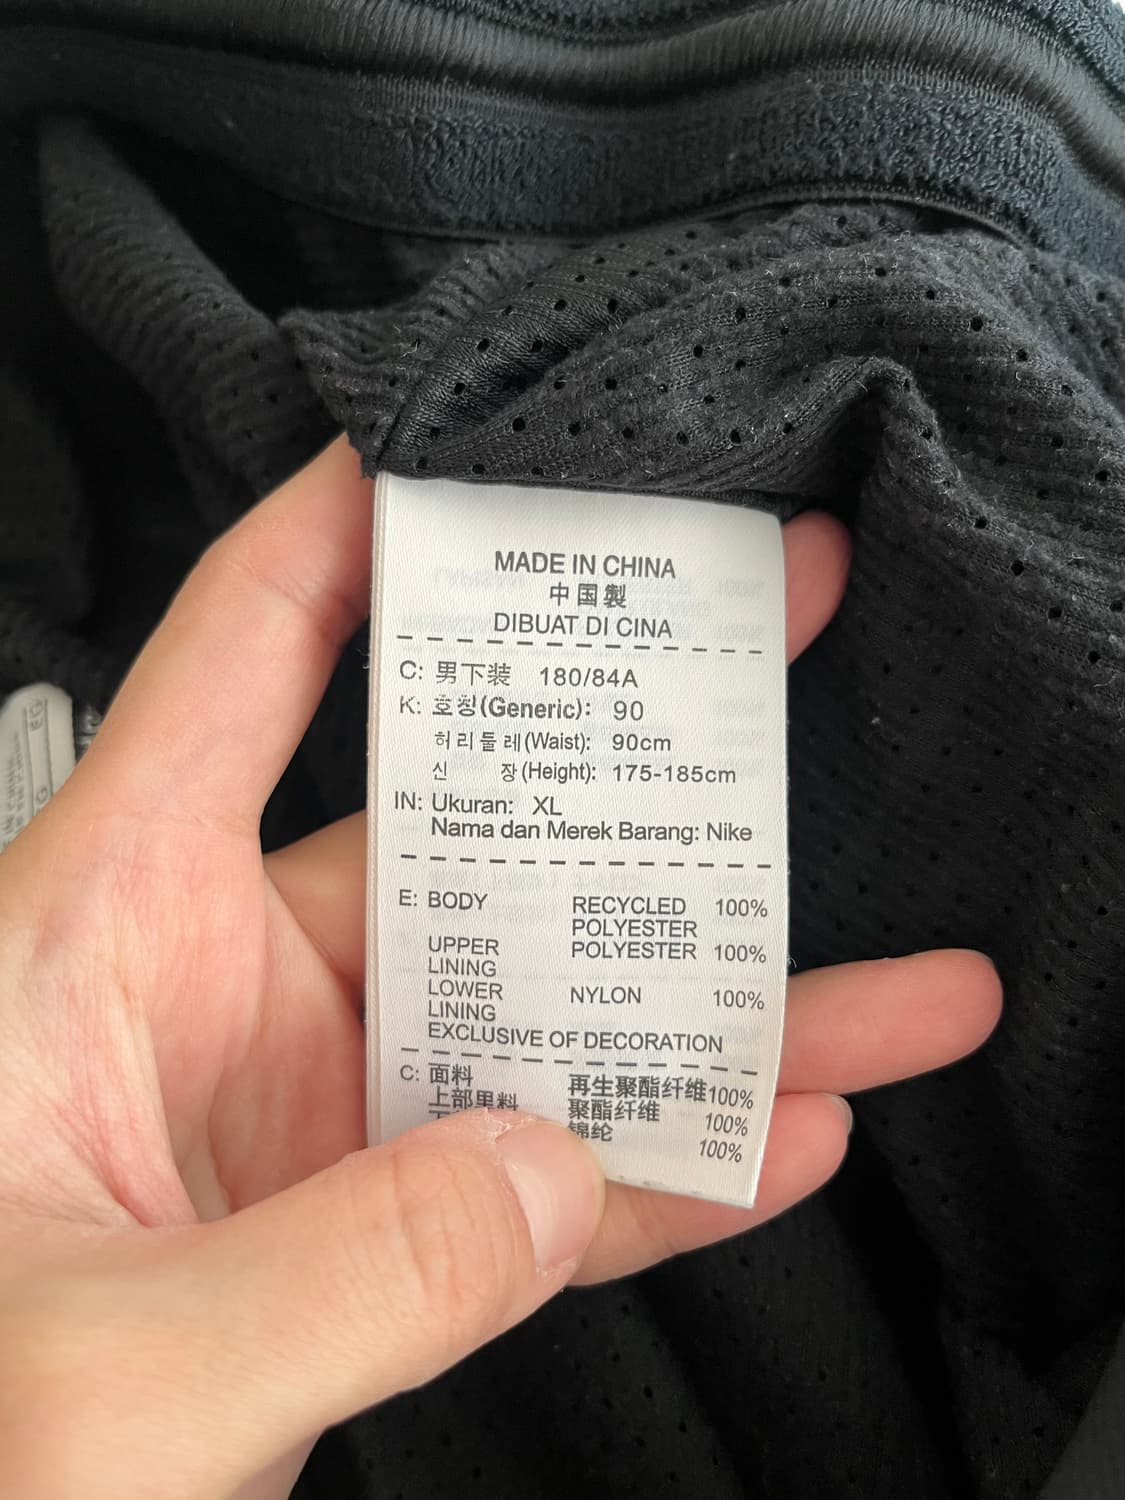 MADE IN CHINA
中国製
DIBUAT DI CINA
C: 男下装 180/84A
K: 호칭(Generic): 90
허리둘레(Waist): 90cm
신 장(Height): 175-185cm
IN: Ukuran: XL
Nama dan Merek Barang: Nike
E: BODY RECYCLED 100%
POLYESTER
UPPER POLYESTER 100%
LINING
LOWER NYLON 100%
LINING
EXCLUSIVE OF DECORATION
C: 面料 再生聚酯纤维100%
上部里料 聚酯纤维 100%
锦纶 100%